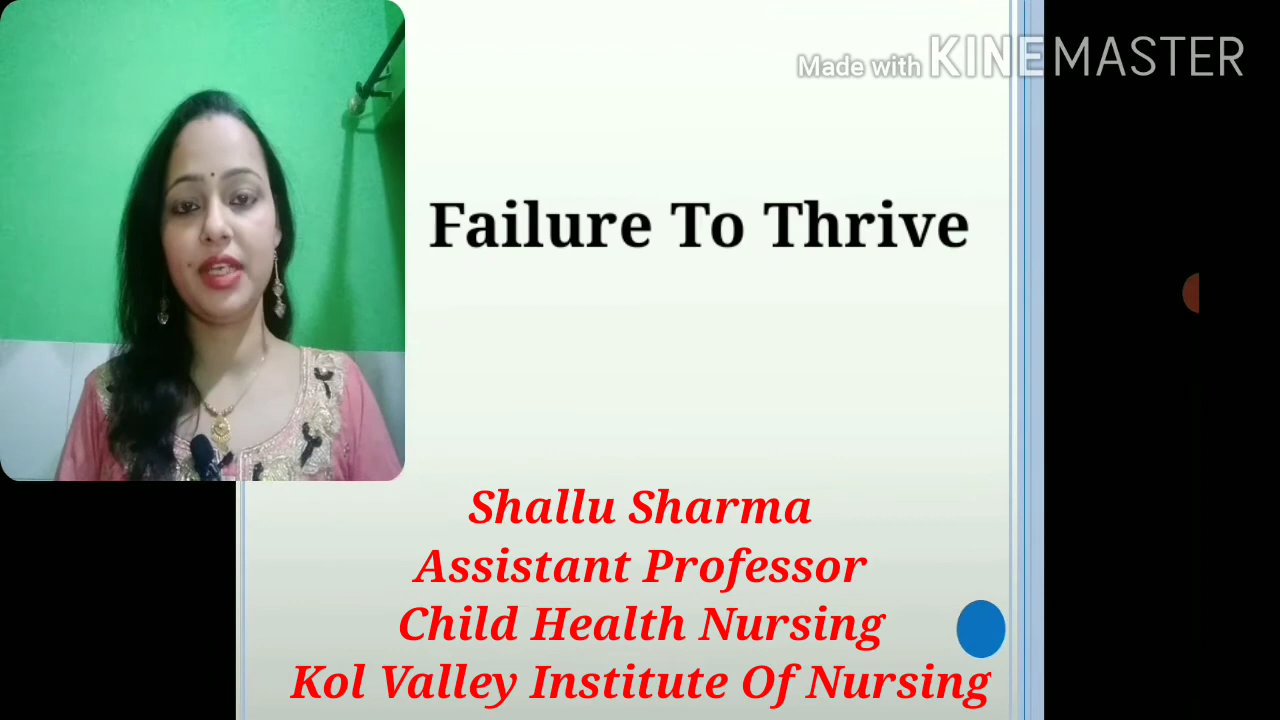 Made with KINEMASTER
Failure To Thrive
Shallu Sharma
Assistant Professor
Child Health Nursing
Kol Valley Institute Of Nursing